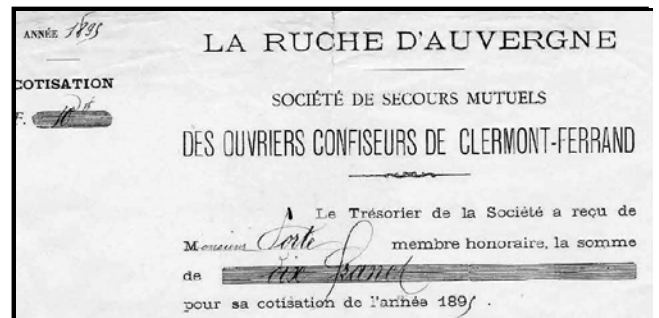 ANNÉE 1895
LA RUCHE D'AUVERGNE
COTISATION
SOCIÉTÉ DE SECOURS MUTUELS
F. 10
DES OUVRIERS CONFISEURS DE CLERMONT-FERRAND
Le Trésorier de la Société a reçu de
Monsieur membre honoraire, la somme
de dix francs
pour sa cotisation de l'année 1895.